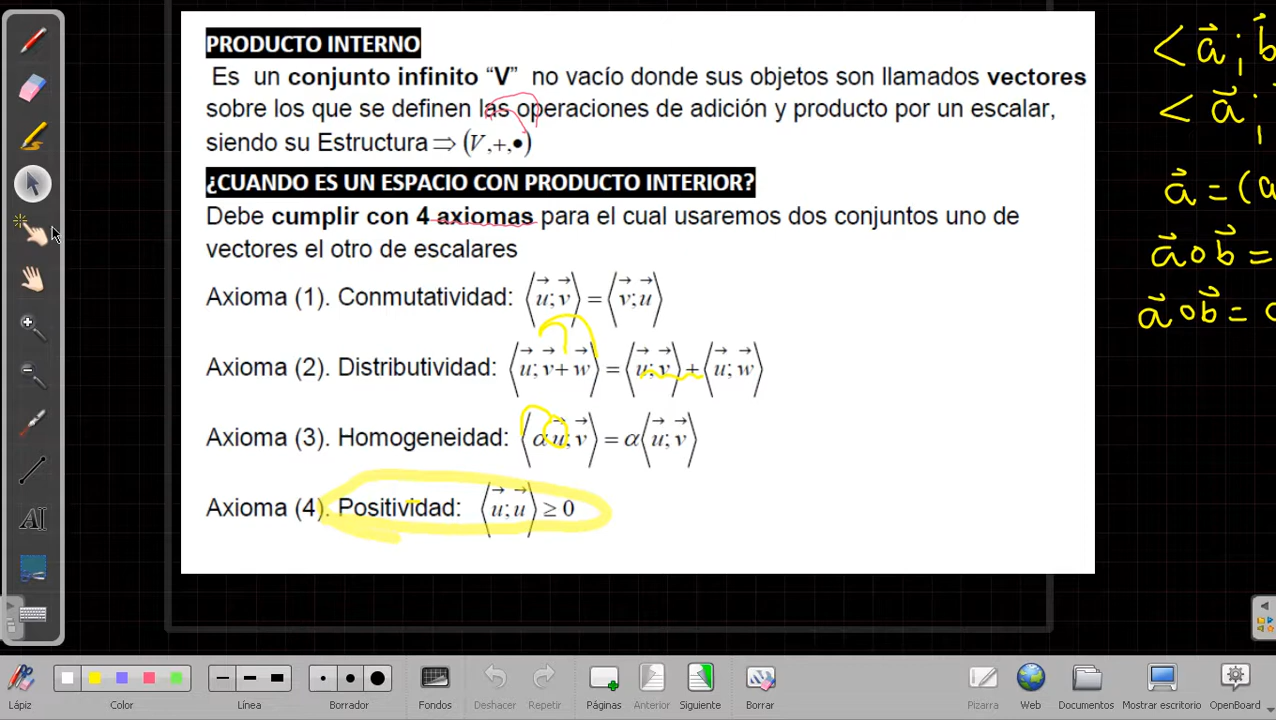 PRODUCTO INTERNO
Es un conjunto infinito “V” no vacío donde sus objetos son llamados vectores
sobre los que se definen las operaciones de adición y producto por un escalar,
siendo su Estructura ⇒ (V,+,●)
¿CUANDO ES UN ESPACIO CON PRODUCTO INTERIOR?
Debe cumplir con 4 axiomas para el cual usaremos dos conjuntos uno de
vectores el otro de escalares
Axioma (1). Conmutatividad: ⟨u⃗; v⃗⟩ = ⟨v⃗; u⃗⟩
Axioma (2). Distributividad: ⟨u⃗; v⃗ + w⃗⟩ = ⟨u⃗; v⃗⟩ + ⟨u⃗; w⃗⟩
Axioma (3). Homogeneidad: ⟨α u⃗; v⃗⟩ = α⟨u⃗; v⃗⟩
Axioma (4). Positividad: ⟨u⃗; u⃗⟩ ≥ 0
< a⃗ ; b⃗
< a⃗ ;
a⃗ = (a
a⃗ o b⃗ =
a⃗ o b⃗ =
Lápiz
Color
Línea
Borrador
Fondos
Deshacer
Repetir
Páginas
Anterior
Siguiente
Borrar
Pizarra
Web
Documentos
Mostrar escritorio
OpenBoard